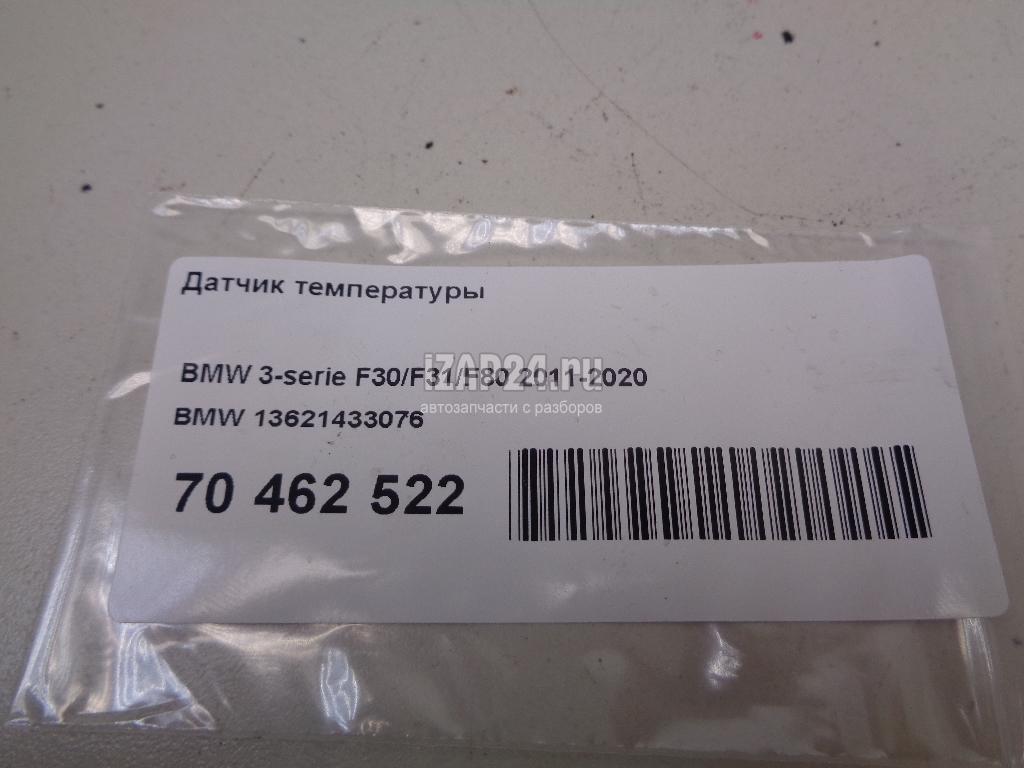 Датчик температуры
BMW 3-serie F30/F31/F80 2011-2020
iZAP24.ru
автозапчасти с разборов
BMW 13621433076
70 462 522